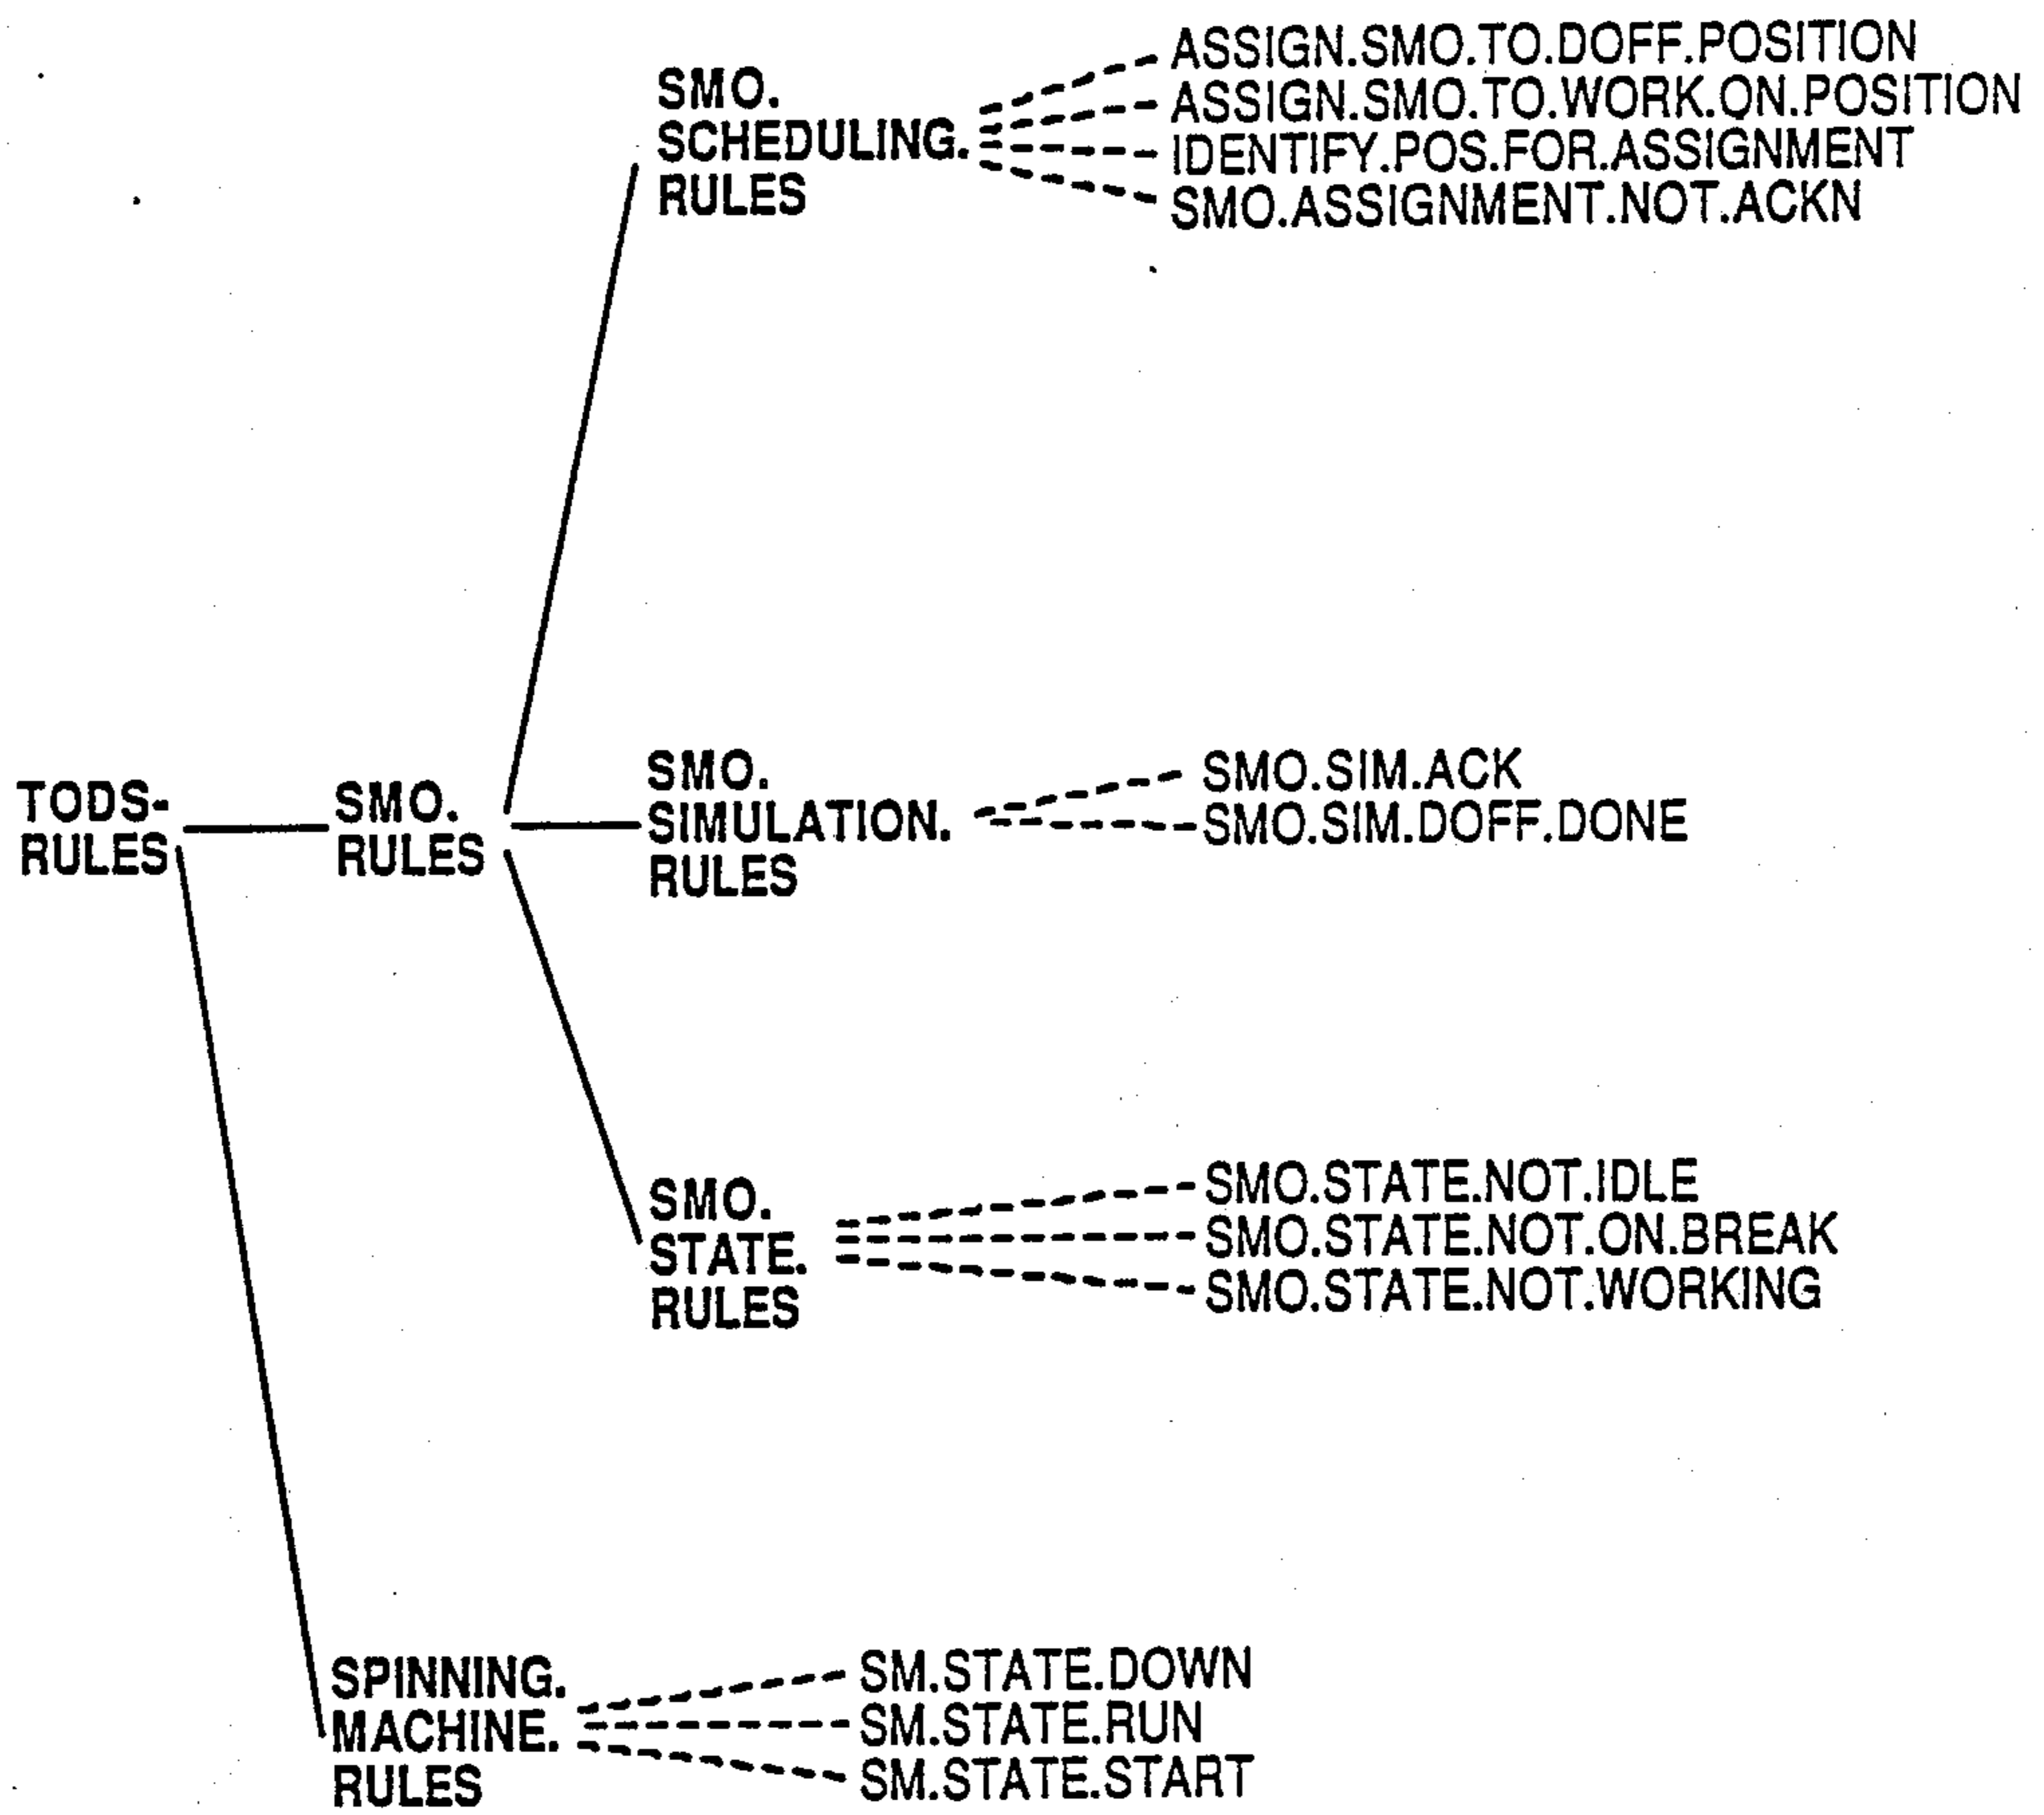 SMO.
SCHEDULING.
RULES
ASSIGN.SMO.TO.DOFF.POSITION
ASSIGN.SMO.TO.WORK.ON.POSITION
IDENTIFY.POS.FOR.ASSIGNMENT
SMO.ASSIGNMENT.NOT.ACKN
TODS-
RULES
SMO.
RULES
SMO.
SIMULATION.
RULES
SMO.SIM.ACK
SMO.SIM.DOFF.DONE
SMO.
STATE.
RULES
SMO.STATE.NOT.IDLE
SMO.STATE.NOT.ON.BREAK
SMO.STATE.NOT.WORKING
SPINNING.
MACHINE.
RULES
SM.STATE.DOWN
SM.STATE.RUN
SM.STATE.START